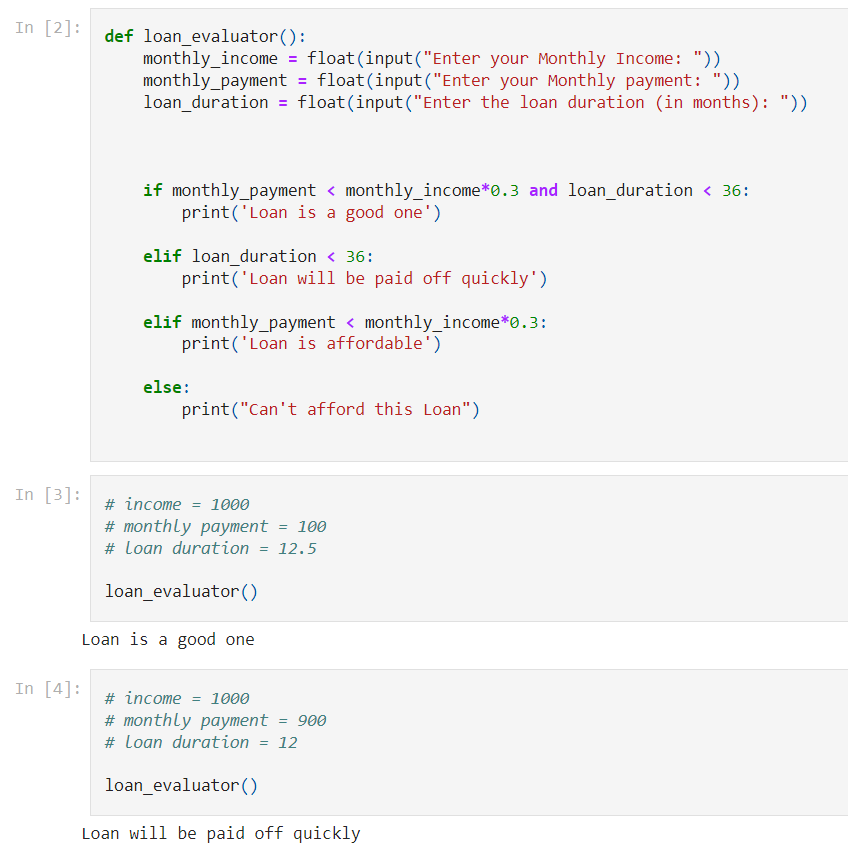 In [2]:
def loan_evaluator():
    monthly_income = float(input("Enter your Monthly Income: "))
    monthly_payment = float(input("Enter your Monthly payment: "))
    loan_duration = float(input("Enter the loan duration (in months): "))
    if monthly_payment < monthly_income*0.3 and loan_duration < 36:
        print('Loan is a good one')
    elif loan_duration < 36:
        print('Loan will be paid off quickly')
    elif monthly_payment < monthly_income*0.3:
        print('Loan is affordable')
    else:
        print("Can't afford this Loan")
In [3]:
# income = 1000
# monthly payment = 100
# loan duration = 12.5
loan_evaluator()
Loan is a good one
In [4]:
# income = 1000
# monthly payment = 900
# loan duration = 12
loan_evaluator()
Loan will be paid off quickly